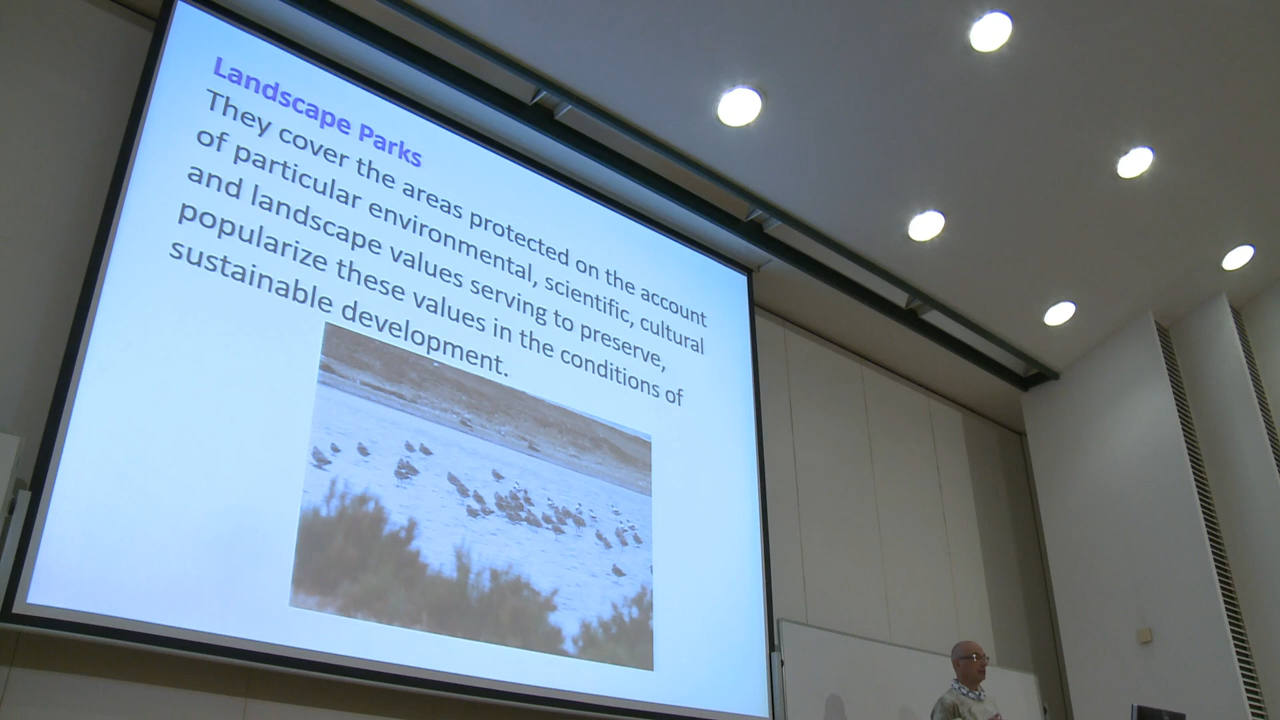 Landscape Parks
They cover the areas protected on the account
of particular environmental, scientific, cultural
and landscape values serving to preserve,
popularize these values in the conditions of
sustainable development.